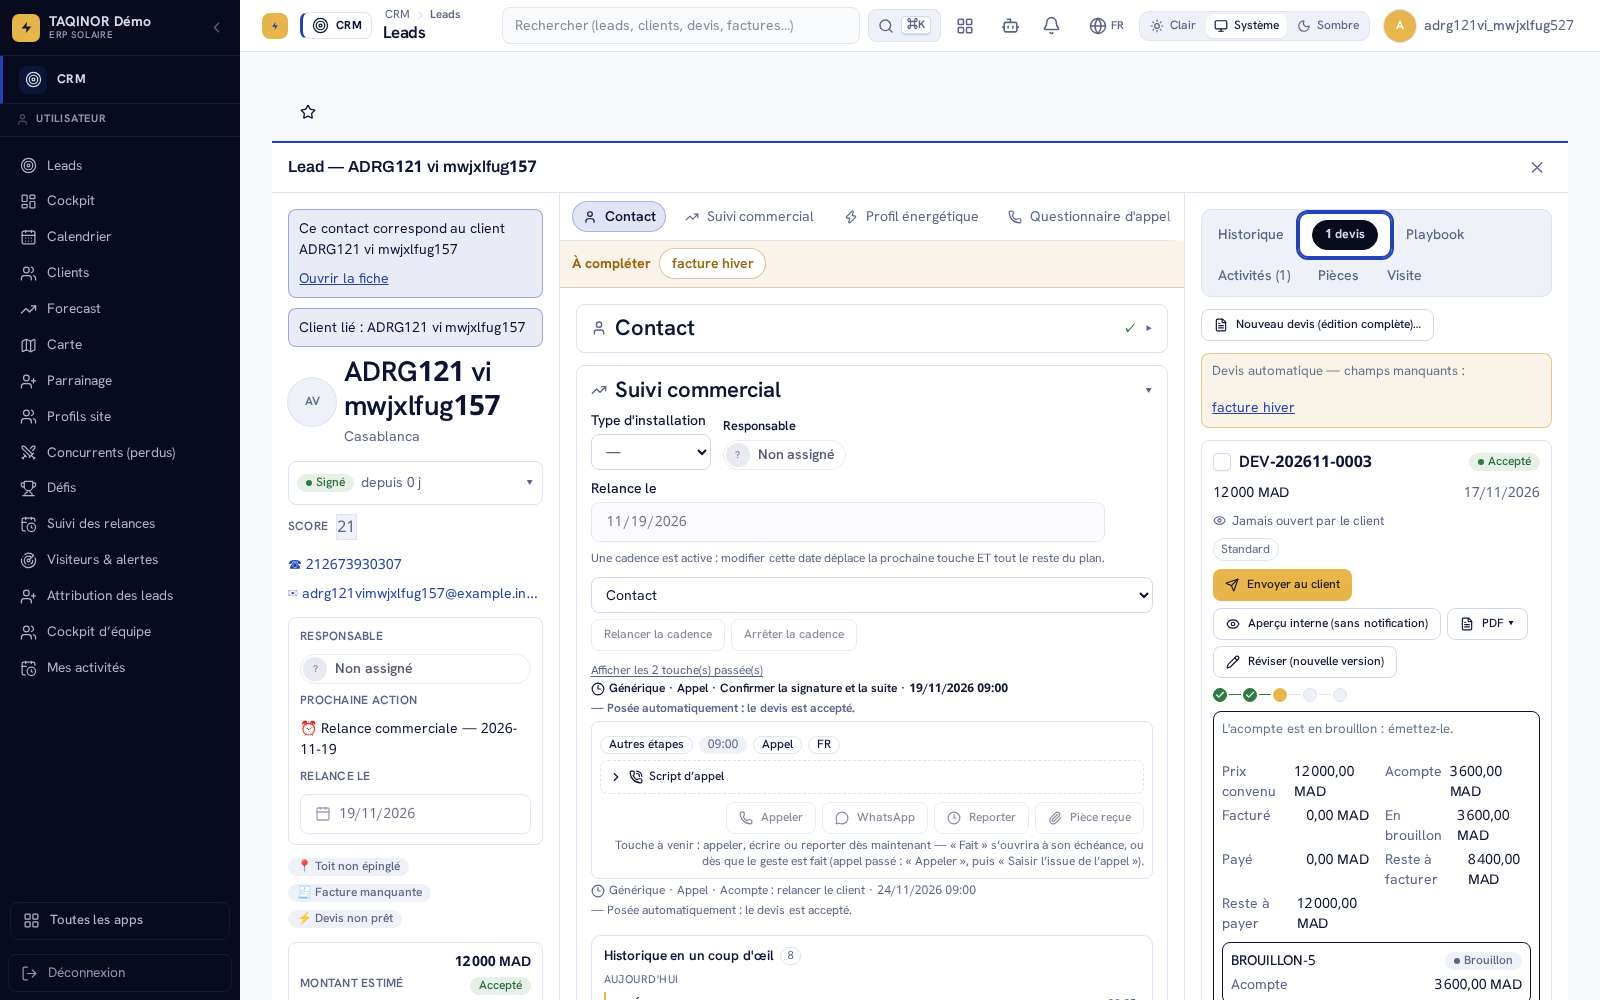 TAQINOR Démo
ERP SOLAIRE
CRM
UTILISATEUR
Leads
Cockpit
Calendrier
Clients
Forecast
Carte
Parrainage
Profils site
Concurrents (perdus)
Défis
Suivi des relances
Visiteurs & alertes
Attribution des leads
Cockpit d’équipe
Mes activités
Toutes les apps
Déconnexion
CRM
CRM › Leads
Leads
Rechercher (leads, clients, devis, factures...)
⌘K
FR
Clair
Système
Sombre
A
adrg121vi_mwjxlfug527
Lead — ADRG121 vi mwjxlfug157
Ce contact correspond au client
ADRG121 vi mwjxlfug157
Ouvrir la fiche
Client lié : ADRG121 vi mwjxlfug157
AV
ADRG121 vi
mwjxlfug157
Casablanca
Signé depuis 0 j
SCORE 21
212673930307
adrg121vimwjxlfug157@example.in...
RESPONSABLE
? Non assigné
PROCHAINE ACTION
Relance commerciale — 2026-
11-19
RELANCE LE
19/11/2026
Toit non épinglé
Facture manquante
Devis non prêt
12 000 MAD
MONTANT ESTIMÉ Accepté
Contact
Suivi commercial
Profil énergétique
Questionnaire d'appel
À compléter facture hiver
Contact ✓
Suivi commercial
Type d'installation Responsable
— ? Non assigné
Relance le
11/19/2026
Une cadence est active : modifier cette date déplace la prochaine touche ET tout le reste du plan.
Contact
Relancer la cadence Arrêter la cadence
Afficher les 2 touche(s) passée(s)
Générique · Appel · Confirmer la signature et la suite · 19/11/2026 09:00
— Posée automatiquement : le devis est accepté.
Autres étapes 09:00 Appel FR
Script d’appel
Appeler WhatsApp Reporter Pièce reçue
Touche à venir : appeler, écrire ou reporter dès maintenant — « Fait » s’ouvrira à son échéance, ou
dès que le geste est fait (appel passé : « Appeler », puis « Saisir l’issue de l’appel »).
Générique · Appel · Acompte : relancer le client · 24/11/2026 09:00
— Posée automatiquement : le devis est accepté.
Historique en un coup d'œil 8
AUJOURD'HUI
Historique 1 devis Playbook
Activités (1) Pièces Visite
Nouveau devis (édition complète)...
Devis automatique — champs manquants :
facture hiver
DEV-202611-0003 Accepté
12 000 MAD 17/11/2026
Jamais ouvert par le client
Standard
Envoyer au client
Aperçu interne (sans notification) PDF
Réviser (nouvelle version)
L'acompte est en brouillon : émettez-le.
Prix convenu 12 000,00 MAD Acompte 3 600,00 MAD
Facturé 0,00 MAD En brouillon 3 600,00 MAD
Payé 0,00 MAD Reste à facturer 8 400,00 MAD
Reste à payer 12 000,00 MAD
BROUILLON-5 Brouillon
Acompte 3 600,00 MAD